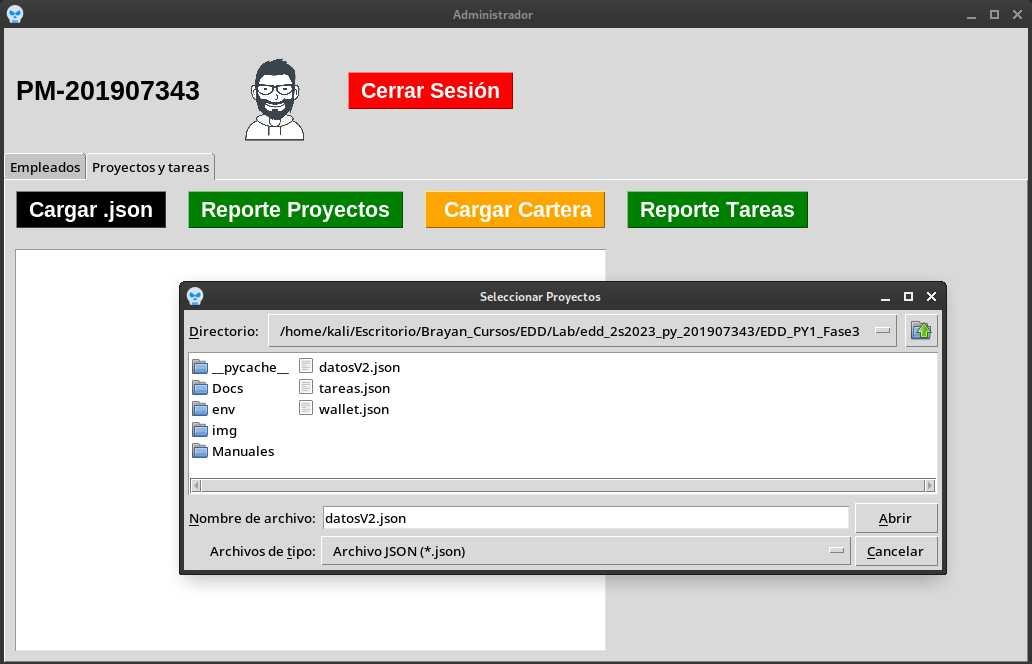 Administrador
PM-201907343
Cerrar Sesión
Empleados Proyectos y tareas
Cargar .json Reporte Proyectos Cargar Cartera Reporte Tareas
Seleccionar Proyectos
Directorio: /home/kali/Escritorio/Brayan_Cursos/EDD/Lab/edd_2s2023_py_201907343/EDD_PY1_Fase3
__pycache__ datosV2.json
Docs tareas.json
env wallet.json
img
Manuales
Nombre de archivo: datosV2.json Abrir
Archivos de tipo: Archivo JSON (*.json) Cancelar